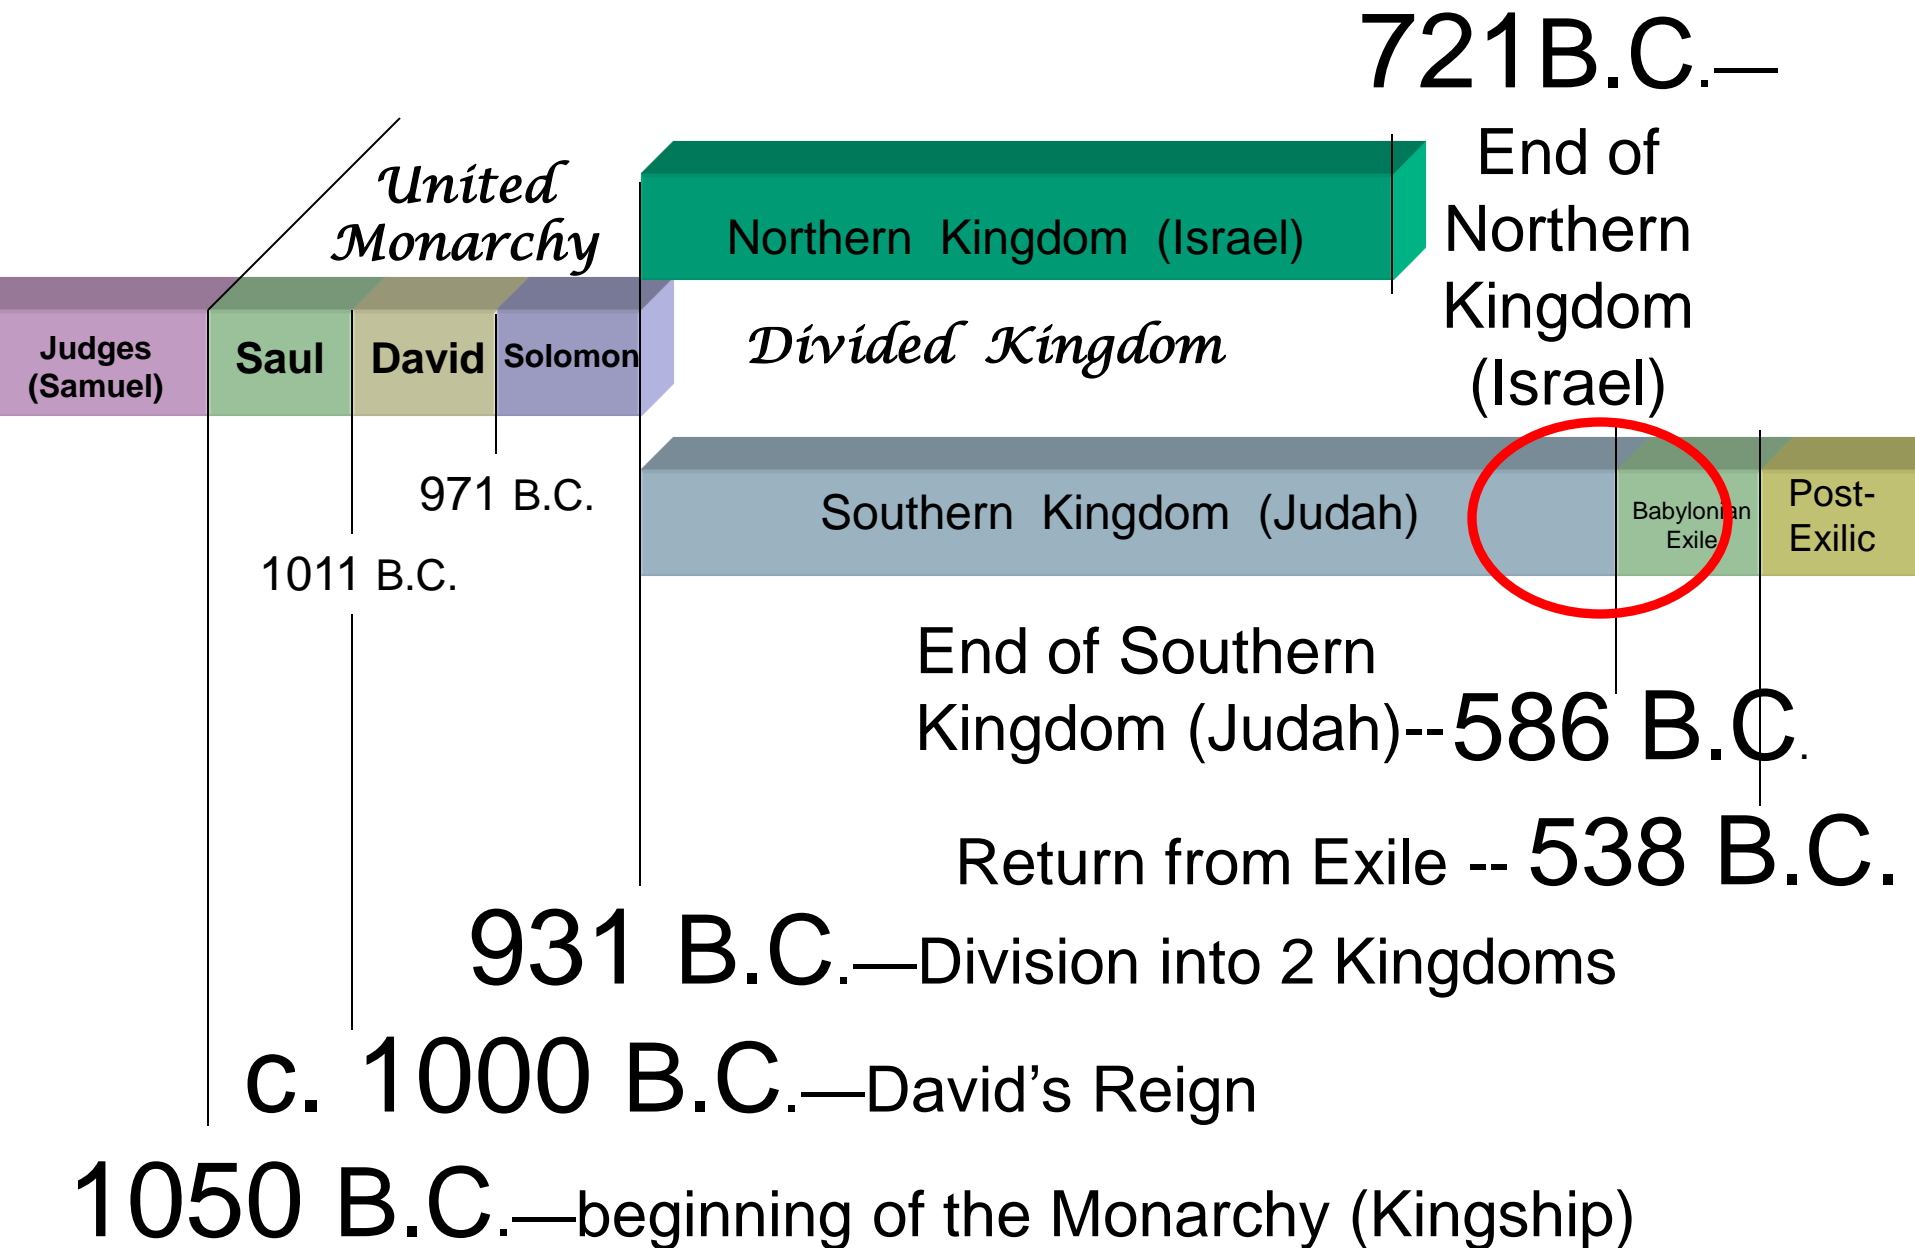 721B.C.—
End of
Northern
Kingdom
(Israel)
United
Monarchy
Northern Kingdom (Israel)
Judges
(Samuel)
Saul
David
Solomon
Divided Kingdom
971 B.C.
1011 B.C.
Southern Kingdom (Judah)
Babylonian
Exile
Post-
Exilic
End of Southern
Kingdom (Judah)--586 B.C.
Return from Exile -- 538 B.C.
931 B.C.—Division into 2 Kingdoms
c. 1000 B.C.—David’s Reign
1050 B.C.—beginning of the Monarchy (Kingship)